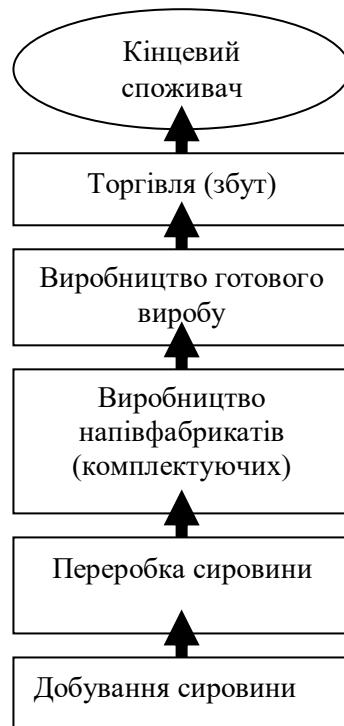 Кінцевий
споживач
Торгівля (збут)
Виробництво готового
виробу
Виробництво
напівфабрикатів
(комплектуючих)
Переробка сировини
Добування сировини